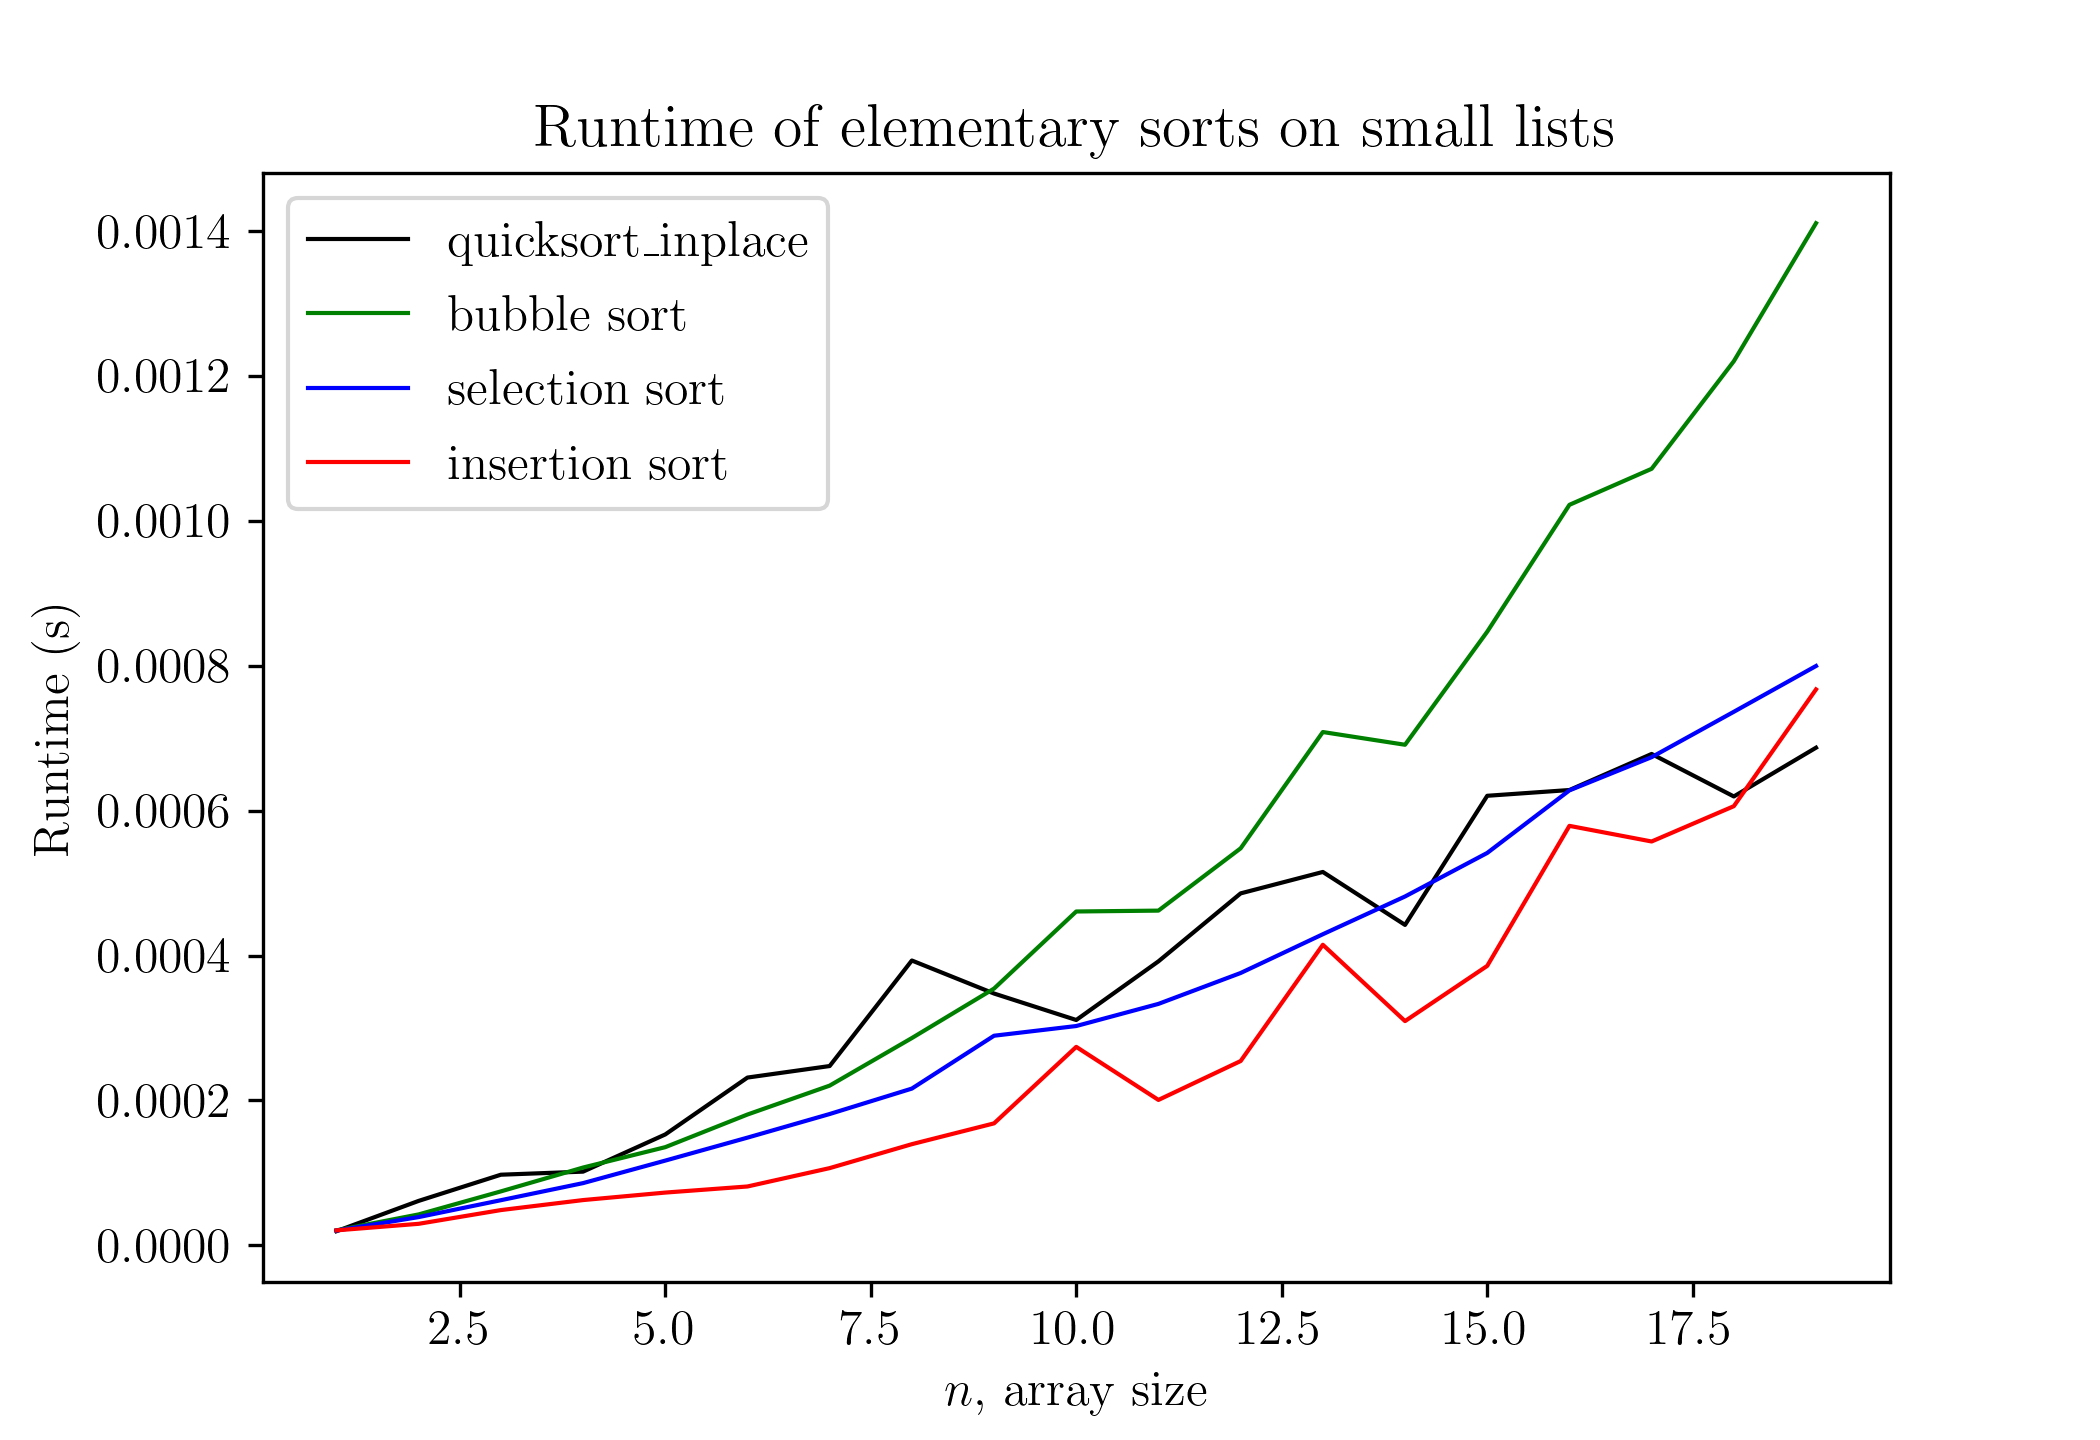 Runtime of elementary sorts on small lists
quicksort_inplace
bubble sort
selection sort
insertion sort
0.0014
0.0012
0.0010
0.0008
0.0006
0.0004
0.0002
0.0000
Runtime (s)
2.5 5.0 7.5 10.0 12.5 15.0 17.5
n, array size